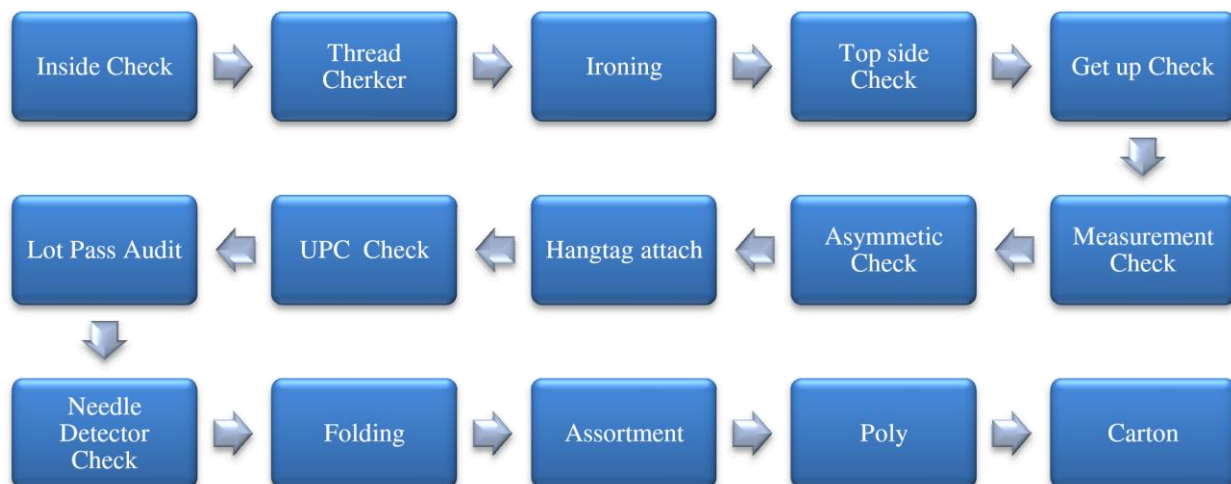 Inside Check
Thread
Cherker
Ironing
Top side
Check
Get up Check
Measurement
Check
Asymmetic
Check
Hangtag attach
UPC Check
Lot Pass Audit
Needle
Detector
Check
Folding
Assortment
Poly
Carton